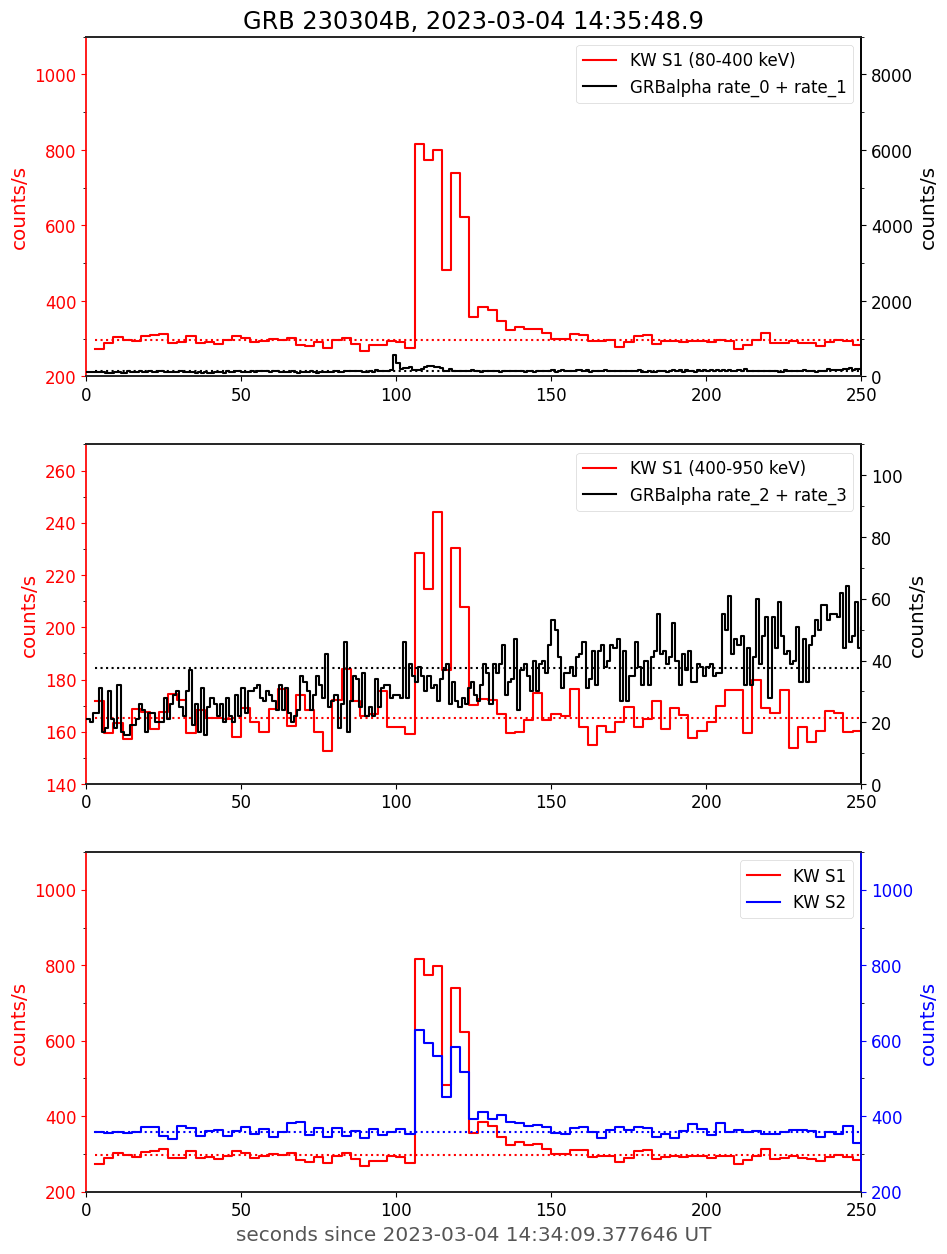 GRB 230304B, 2023-03-04 14:35:48.9
KW S1 (80-400 keV)
GRBalpha rate_0 + rate_1
1000
800
600
400
200
counts/s
8000
6000
4000
2000
0
counts/s
0 50 100 150 200 250
KW S1 (400-950 keV)
GRBalpha rate_2 + rate_3
260
240
220
200
180
160
140
counts/s
100
80
60
40
20
0
counts/s
0 50 100 150 200 250
KW S1
KW S2
1000
800
600
400
200
counts/s
1000
800
600
400
200
counts/s
0 50 100 150 200 250
seconds since 2023-03-04 14:34:09.377646 UT